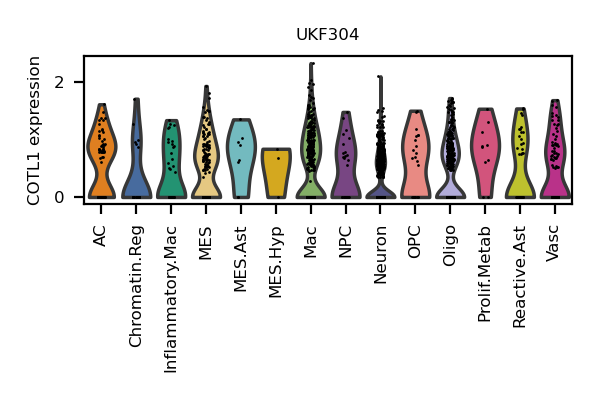 UKF304
COTL1 expression
2
0
AC
Chromatin.Reg
Inflammatory.Mac
MES
MES.Ast
MES.Hyp
Mac
NPC
Neuron
OPC
Oligo
Prolif.Metab
Reactive.Ast
Vasc